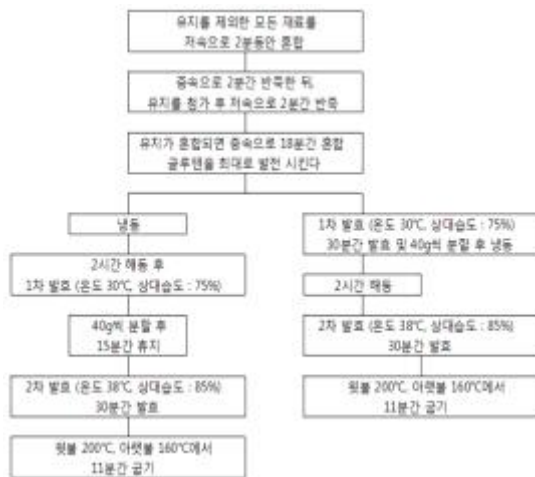 유지를 제외한 모든 재료를
저속으로 2분동안 혼합
중속으로 2분간 반죽한 뒤,
유지를 첨가 후 저속으로 2분간 반죽
유지가 혼합되면 중속으로 18분간 혼합
글루텐을 최대로 발전 시킨다
냉동
2시간 해동 후
1차 발효 (온도 30℃, 상대습도 : 75%)
40g씩 분할 후
15분간 휴지
2차 발효 (온도 38℃, 상대습도 : 85%)
30분간 발효
윗불 200℃, 아랫불 160℃에서
11분간 굽기
1차 발효 (온도 30℃, 상대습도 : 75%)
30분간 발효 및 40g씩 분할 후 냉동
2시간 해동
2차 발효 (온도 38℃, 상대습도 : 85%)
30분간 발효
윗불 200℃, 아랫불 160℃에서
11분간 굽기